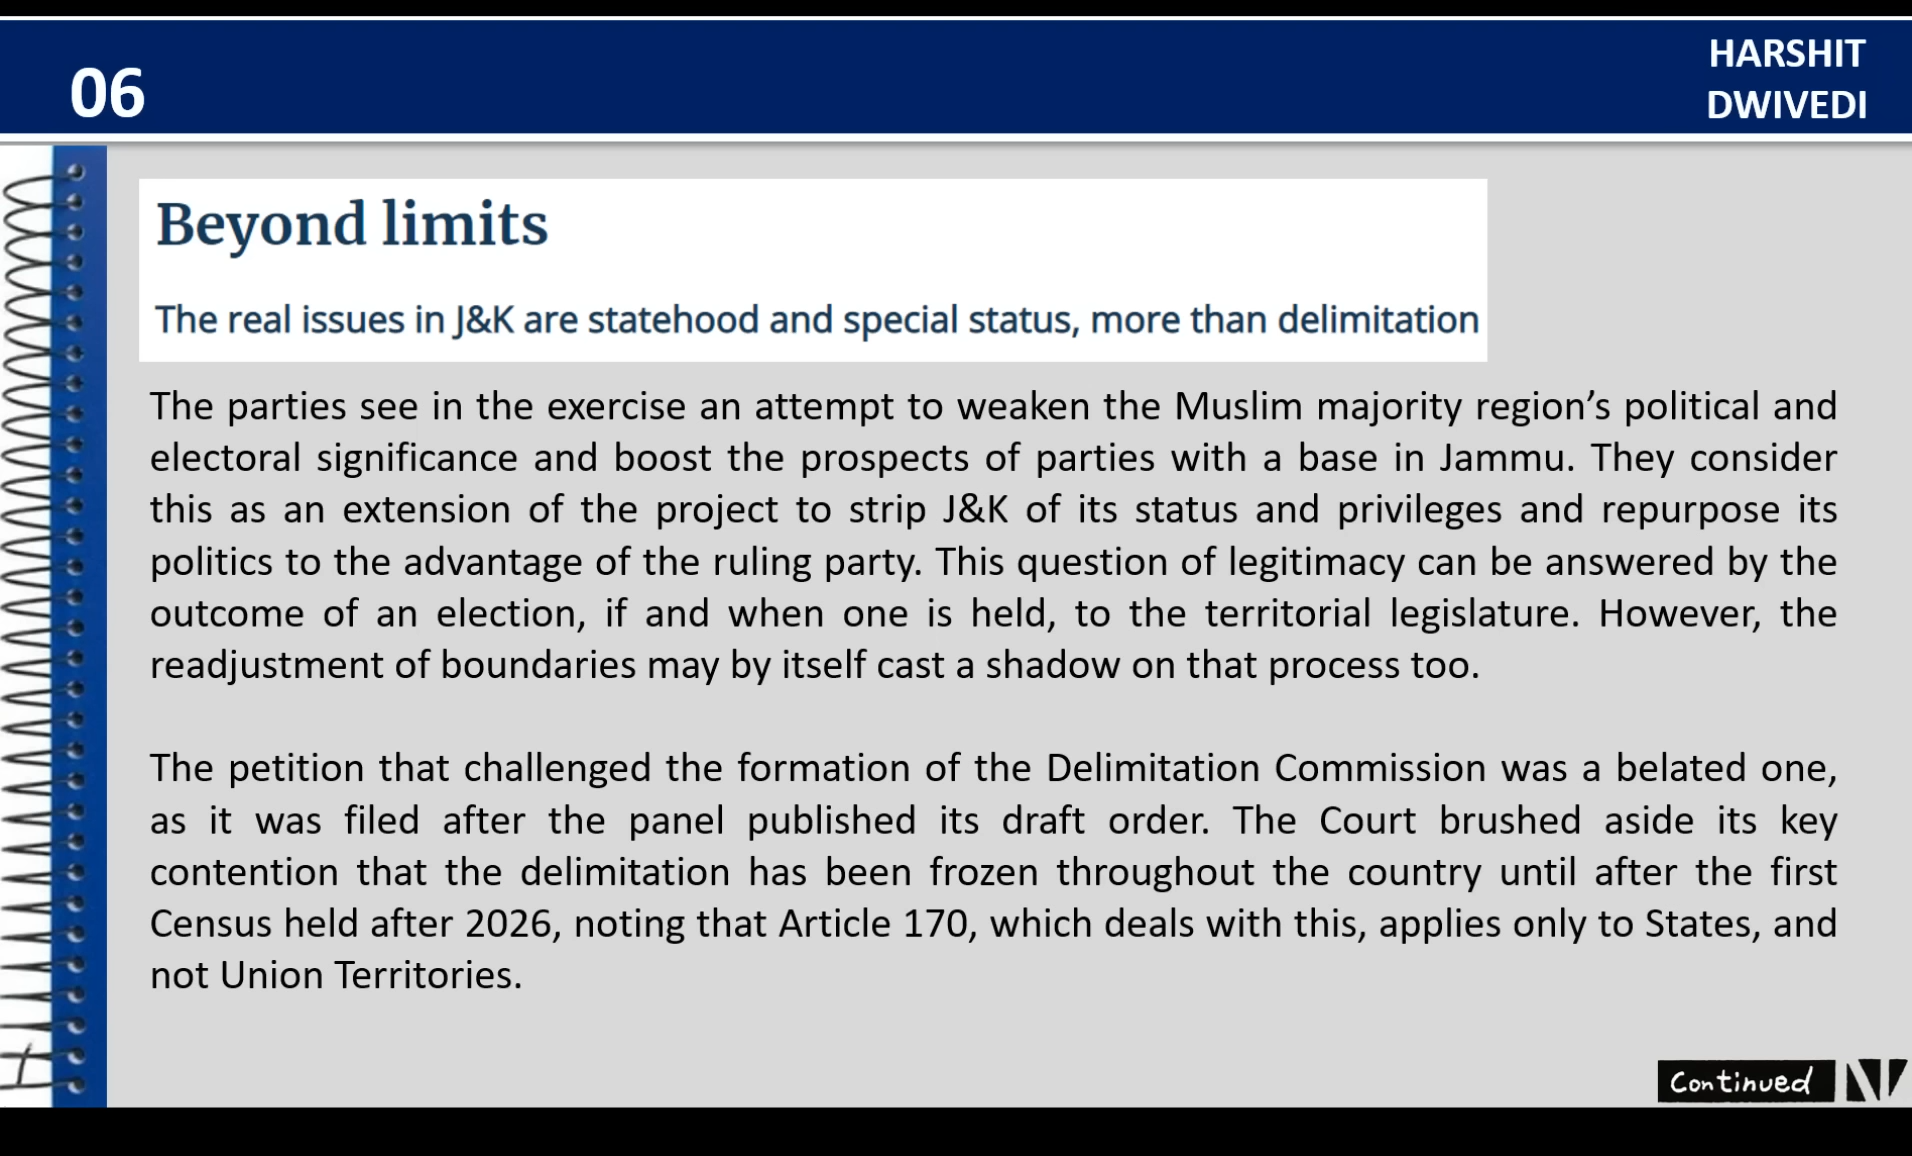 06
HARSHIT
DWIVEDI
Beyond limits
The real issues in J&K are statehood and special status, more than delimitation
The parties see in the exercise an attempt to weaken the Muslim majority region’s political and
electoral significance and boost the prospects of parties with a base in Jammu. They consider
this as an extension of the project to strip J&K of its status and privileges and repurpose its
politics to the advantage of the ruling party. This question of legitimacy can be answered by the
outcome of an election, if and when one is held, to the territorial legislature. However, the
readjustment of boundaries may by itself cast a shadow on that process too.
The petition that challenged the formation of the Delimitation Commission was a belated one,
as it was filed after the panel published its draft order. The Court brushed aside its key
contention that the delimitation has been frozen throughout the country until after the first
Census held after 2026, noting that Article 170, which deals with this, applies only to States, and
not Union Territories.
Continued